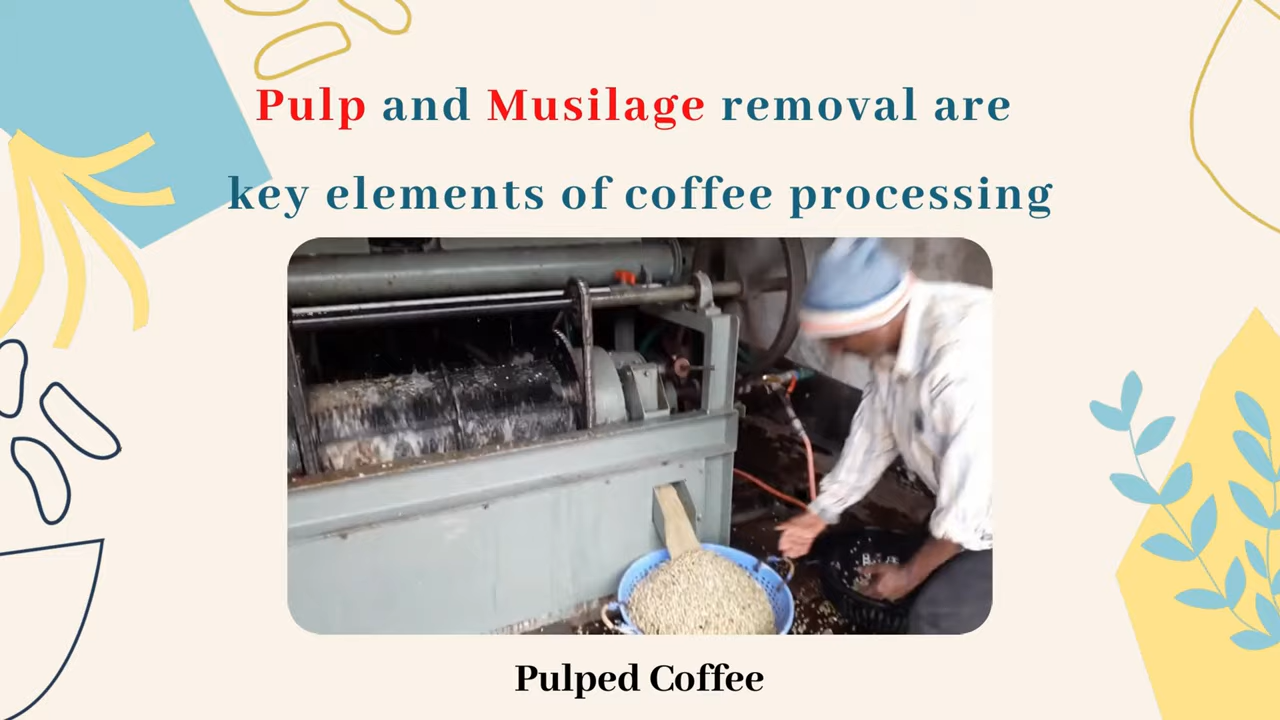 Pulp and Musilage removal are
key elements of coffee processing
Pulped Coffee